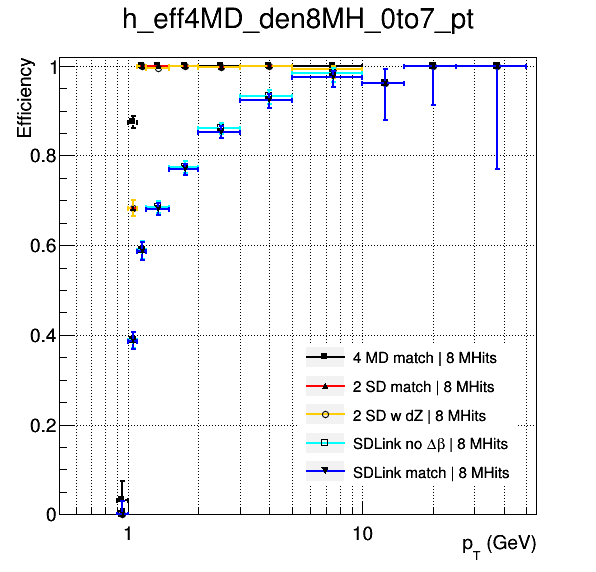 h_eff4MD_den8MH_0to7_pt
Efficiency
1
0.8
0.6
0.4
0.2
0
4 MD match | 8 MHits
2 SD match | 8 MHits
2 SD w dZ | 8 MHits
SDLink no Δβ | 8 MHits
SDLink match | 8 MHits
1
10
p_T (GeV)